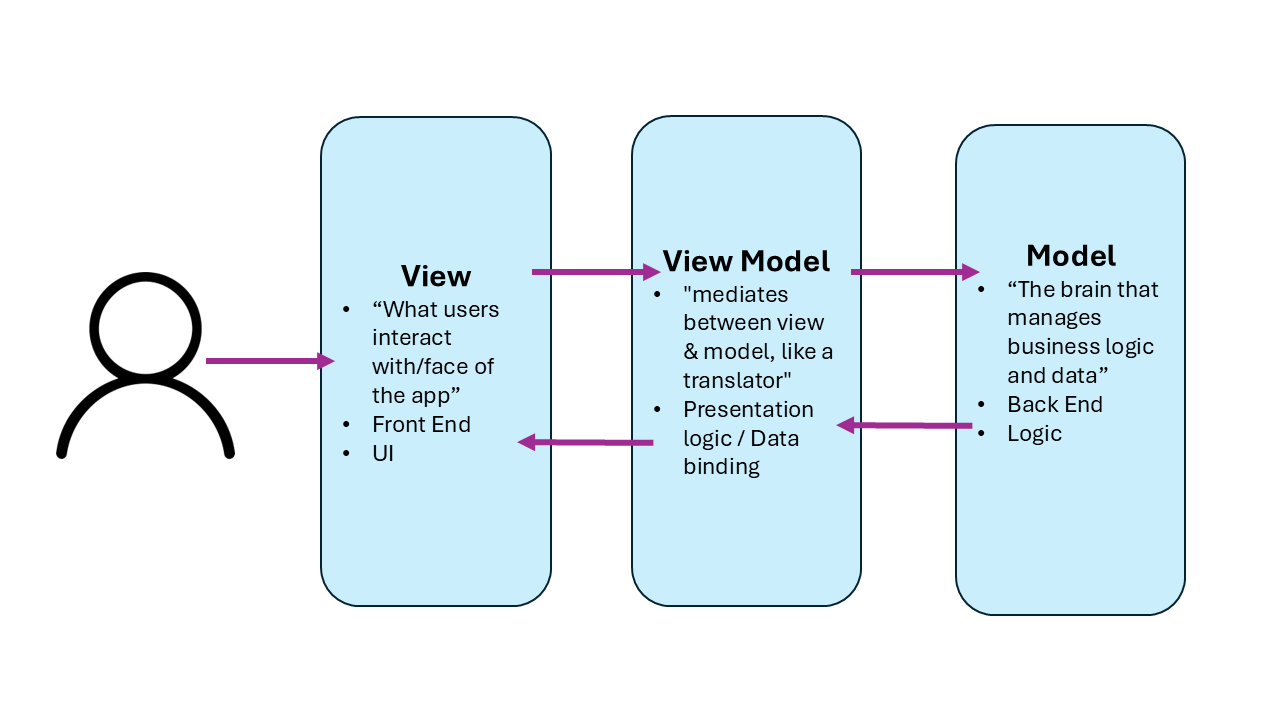 View
• “What users
interact
with/face of
the app”
• Front End
• UI
View Model
• "mediates
between view
& model, like a
translator"
• Presentation
logic / Data
binding
Model
• “The brain that
manages
business logic
and data”
• Back End
• Logic